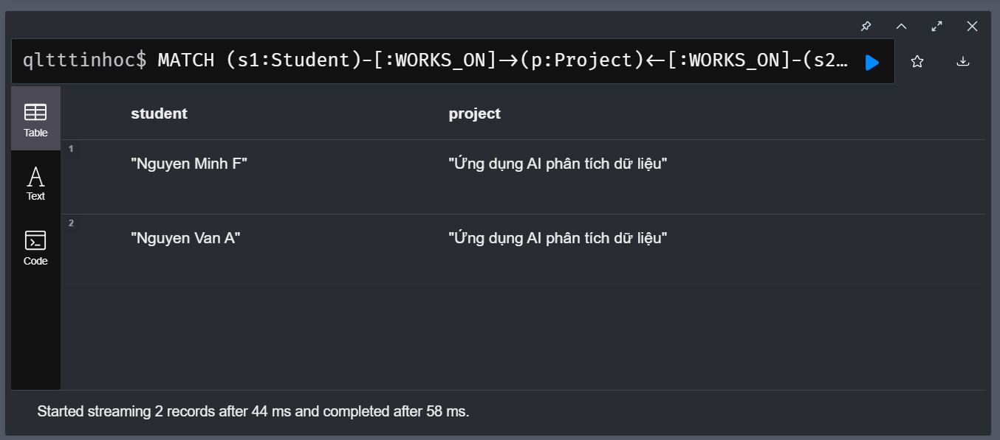 qltttinhoc$ MATCH (s1:Student)-[:WORKS_ON]→(p:Project)←[:WORKS_ON]-(s2…
Table
student project
1
"Nguyen Minh F" "Ứng dụng AI phân tích dữ liệu"
Text
2
"Nguyen Van A" "Ứng dụng AI phân tích dữ liệu"
Code
Started streaming 2 records after 44 ms and completed after 58 ms.